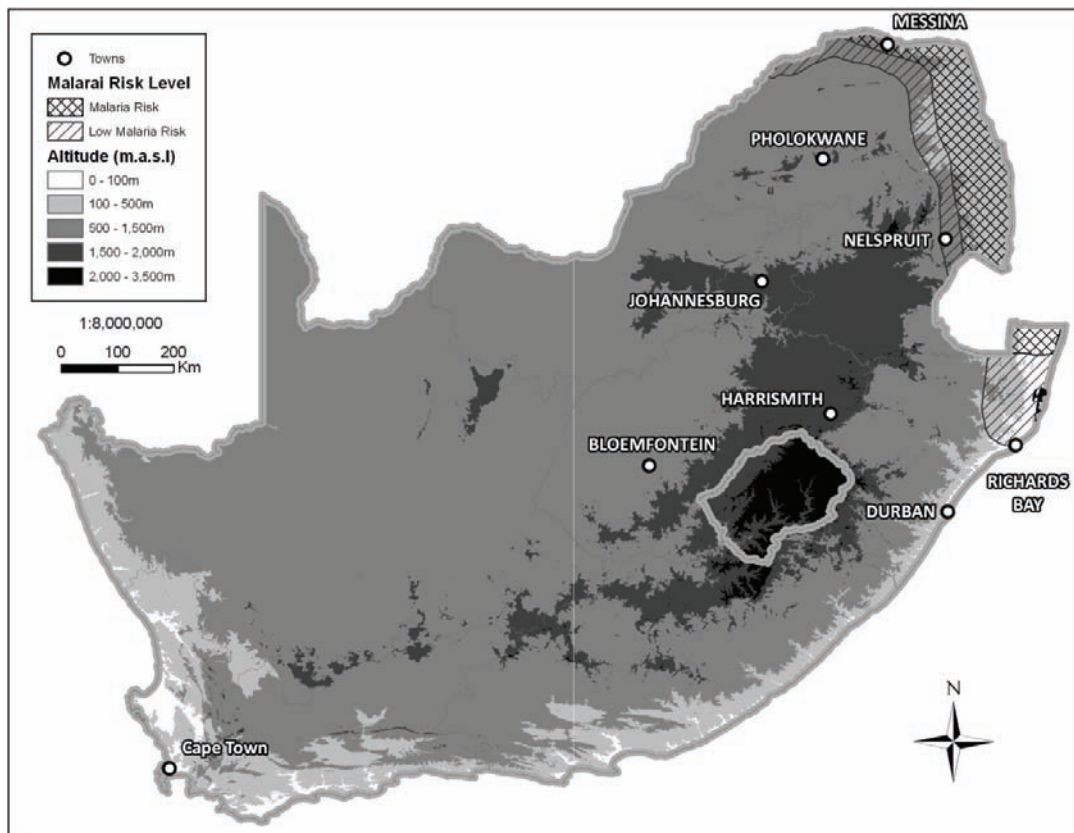 MESSINA
Towns
Malarai Risk Level
Malaria Risk
Low Malaria Risk
Altitude (m.a.s.l)
0 - 100m
100 - 500m
500 - 1,500m
1,500 - 2,000m
2,000 - 3,500m
1:8,000,000
0 100 200
Km
PHOLOKWANE
NELSPRUIT
JOHANNESBURG
HARRISMITH
BLOEMFONTEIN
RICHARDS
BAY
DURBAN
N
Cape Town